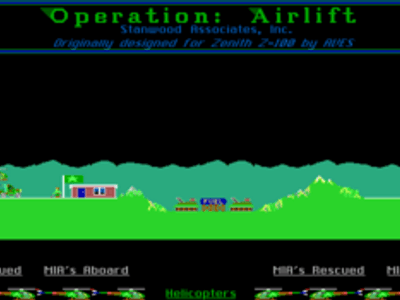 Operation: Airlift
Stanwood Associates, Inc.
Originally designed for Zenith Z-100 by AVES
FUEL
ued MIA's Aboard MIA's Rescued MI
Helicopters